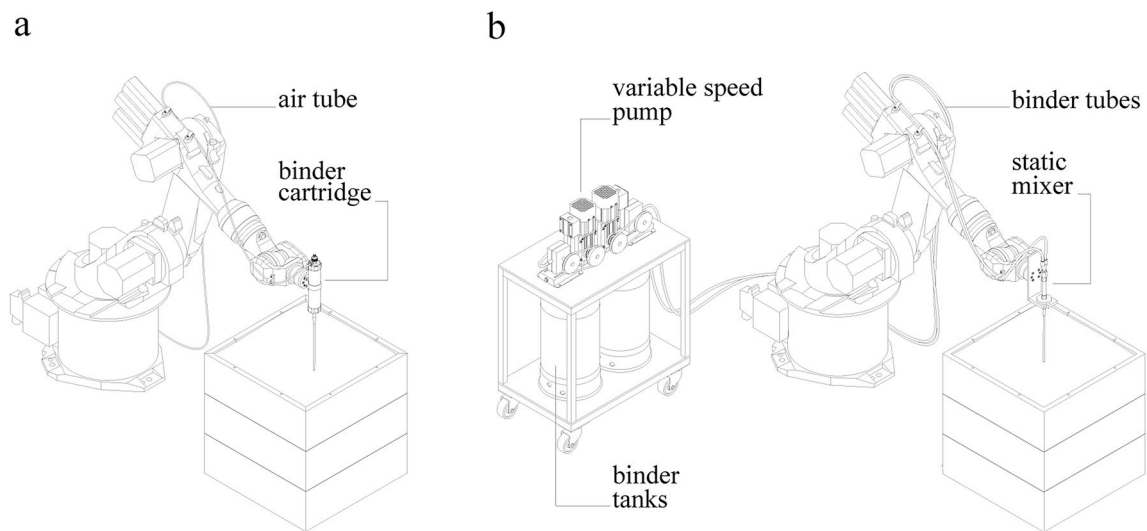 a
air tube
binder
cartridge
b
variable speed
pump
binder tubes
static
mixer
binder
tanks